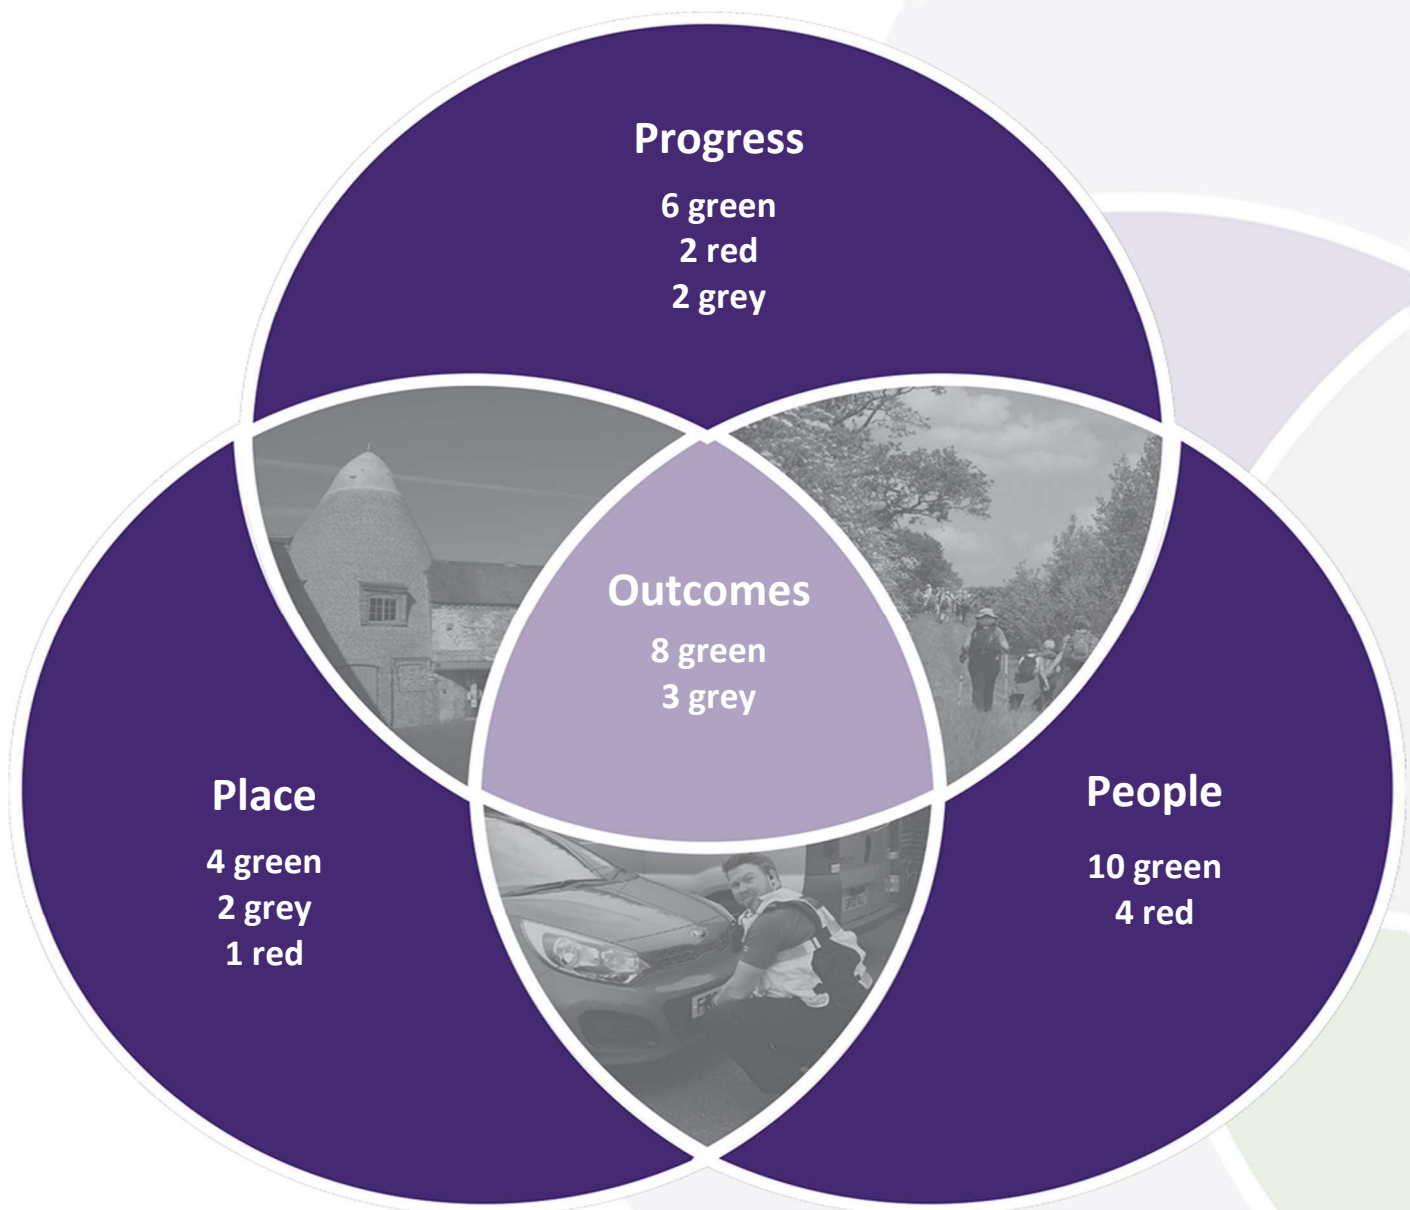 Progress
6 green
2 red
2 grey
Outcomes
8 green
3 grey
Place
4 green
2 grey
1 red
People
10 green
4 red